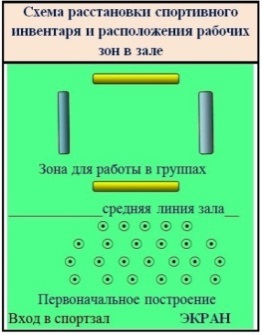 Схема расстановки спортивного
инвентаря и расположения рабочих
зон в зале
Зона для работы в группах
____________средняя линия зала__
Первоначальное построение
Вход в спортзал ЭКРАН